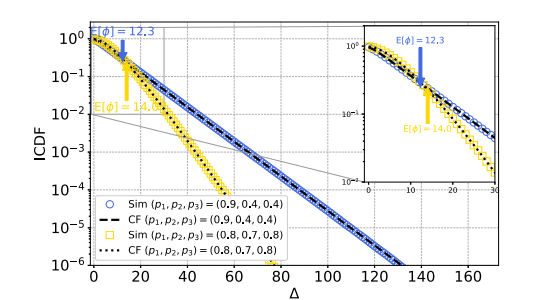 E[ϕ] = 12.3
E[ϕ] = 14.0
10⁰
10⁻¹
10⁻²
10⁻³
10⁻⁴
10⁻⁵
10⁻⁶
ICDF
0 20 40 60 80 100 120 140 160
Δ
Sim (p₁, p₂, p₃) = (0.9, 0.4, 0.4)
CF (p₁, p₂, p₃) = (0.9, 0.4, 0.4)
Sim (p₁, p₂, p₃) = (0.8, 0.7, 0.8)
CF (p₁, p₂, p₃) = (0.8, 0.7, 0.8)
E[ϕ] = 12.3
E[ϕ] = 14.0
10⁰
10⁻¹
10⁻²
0 10 20 30